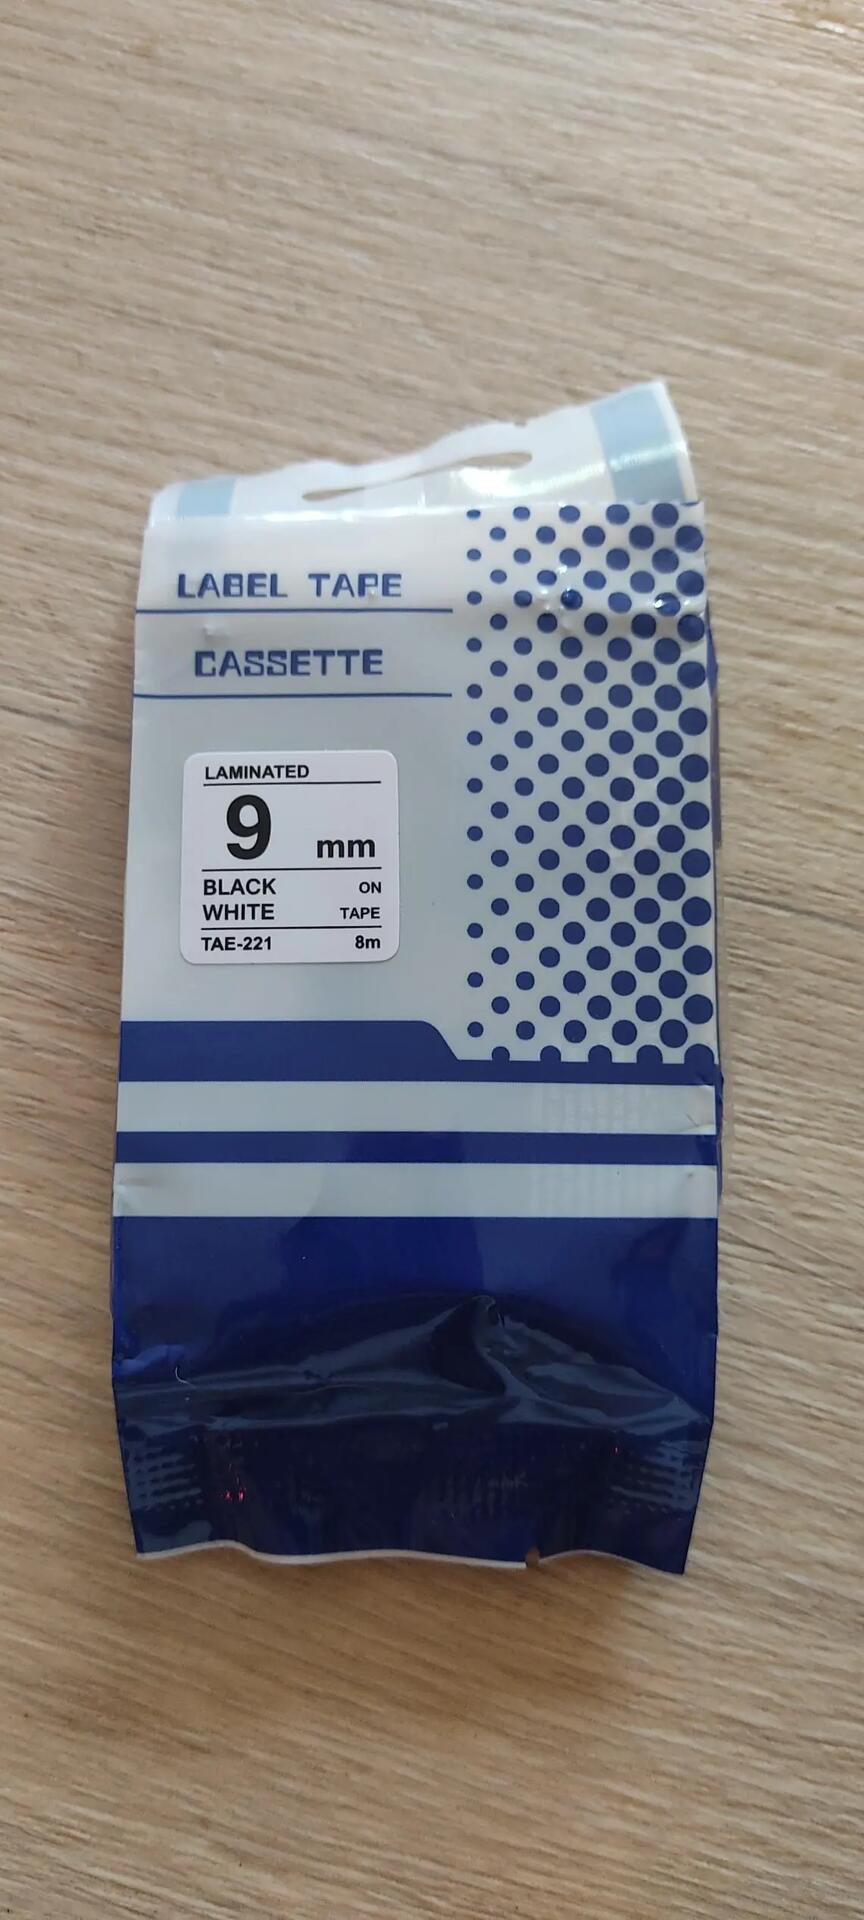 LABEL TAPE
CASSETTE
LAMINATED
9 mm
BLACK ON
WHITE TAPE
TAE-221 8m